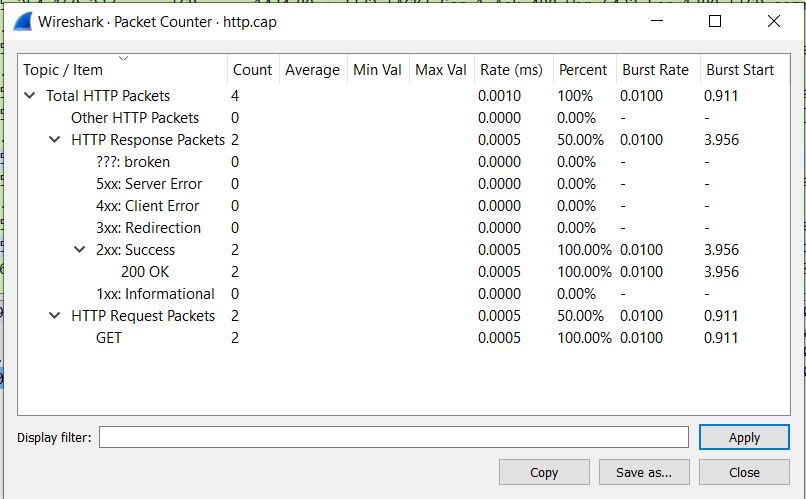 Wireshark · Packet Counter · http.cap
Topic / Item Count Average Min Val Max Val Rate (ms) Percent Burst Rate Burst Start
Total HTTP Packets 4 0.0010 100% 0.0100 0.911
Other HTTP Packets 0 0.0000 0.00% - -
HTTP Response Packets 2 0.0005 50.00% 0.0100 3.956
???: broken 0 0.0000 0.00% - -
5xx: Server Error 0 0.0000 0.00% - -
4xx: Client Error 0 0.0000 0.00% - -
3xx: Redirection 0 0.0000 0.00% - -
2xx: Success 2 0.0005 100.00% 0.0100 3.956
200 OK 2 0.0005 100.00% 0.0100 3.956
1xx: Informational 0 0.0000 0.00% - -
HTTP Request Packets 2 0.0005 50.00% 0.0100 0.911
GET 2 0.0005 100.00% 0.0100 0.911
Display filter: Apply
Copy Save as... Close